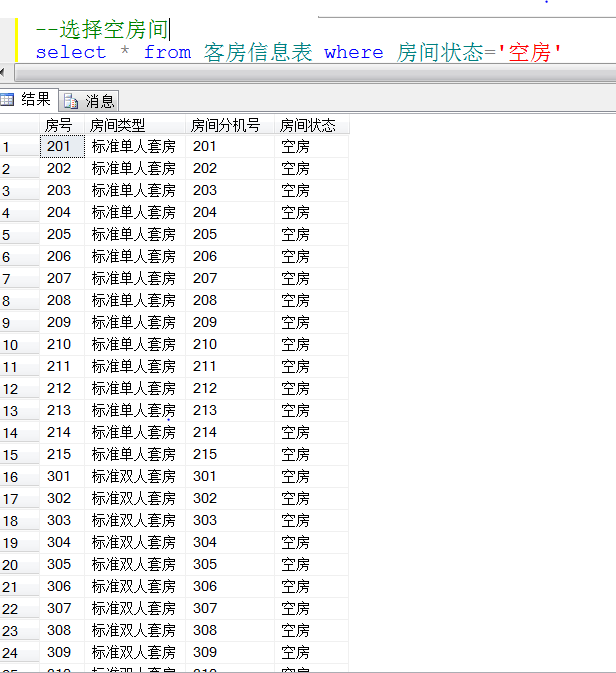 --选择空房间
select * from 客房信息表 where 房间状态='空房'
结果 消息
房号 房间类型 房间分机号 房间状态
1 201 标准单人套房 201 空房
2 202 标准单人套房 202 空房
3 203 标准单人套房 203 空房
4 204 标准单人套房 204 空房
5 205 标准单人套房 205 空房
6 206 标准单人套房 206 空房
7 207 标准单人套房 207 空房
8 208 标准单人套房 208 空房
9 209 标准单人套房 209 空房
10 210 标准单人套房 210 空房
11 211 标准单人套房 211 空房
12 212 标准单人套房 212 空房
13 213 标准单人套房 213 空房
14 214 标准单人套房 214 空房
15 215 标准单人套房 215 空房
16 301 标准双人套房 301 空房
17 302 标准双人套房 302 空房
18 303 标准双人套房 303 空房
19 304 标准双人套房 304 空房
20 305 标准双人套房 305 空房
21 306 标准双人套房 306 空房
22 307 标准双人套房 307 空房
23 308 标准双人套房 308 空房
24 309 标准双人套房 309 空房